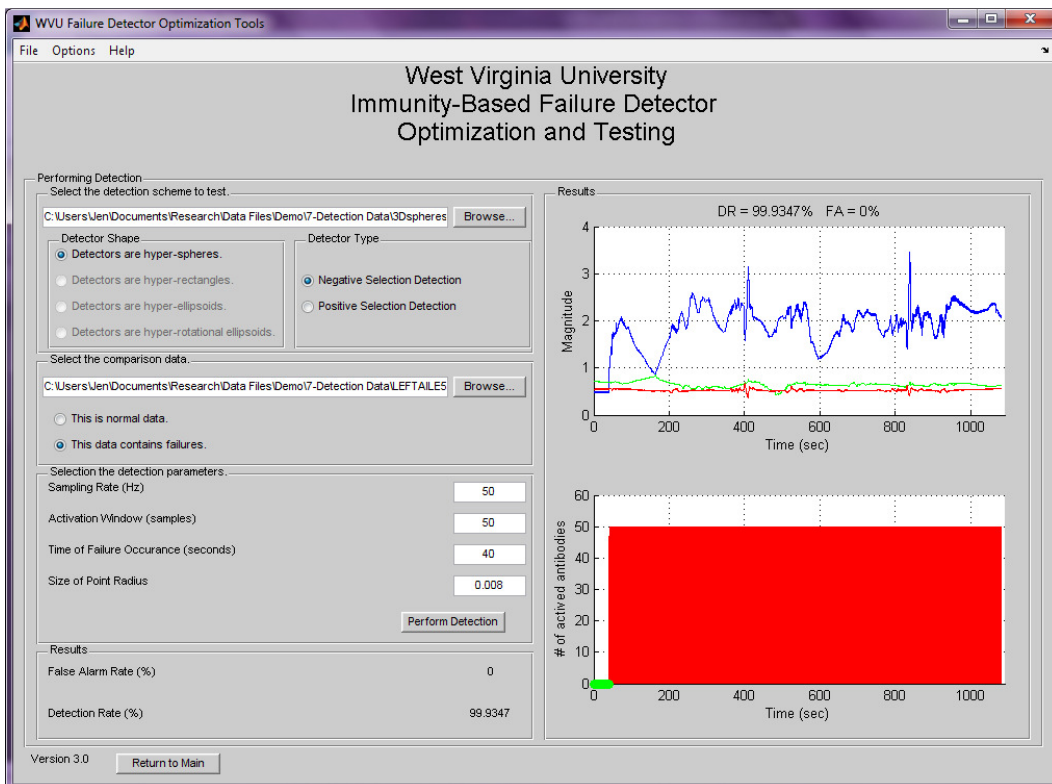 WVU Failure Detector Optimization Tools
File Options Help
West Virginia University
Immunity-Based Failure Detector
Optimization and Testing
Performing Detection
Select the detection scheme to test.
C:\Users\Jen\Documents\Research\Data Files\Demo\7-Detection Data\3Dspheres
Browse...
Detector Shape
Detectors are hyper-spheres.
Detectors are hyper-rectangles.
Detectors are hyper-ellipsoids.
Detectors are hyper-rotational ellipsoids.
Detector Type
Negative Selection Detection
Positive Selection Detection
Select the comparison data.
C:\Users\Jen\Documents\Research\Data Files\Demo\7-Detection Data\LEFTAILE5
Browse...
This is normal data.
This data contains failures.
Selection the detection parameters.
Sampling Rate (Hz) 50
Activation Window (samples) 50
Time of Failure Occurance (seconds) 40
Size of Point Radius 0.008
Perform Detection
Results
False Alarm Rate (%) 0
Detection Rate (%) 99.9347
Version 3.0
Return to Main
Results
DR = 99.9347% FA = 0%
4
3
2
1
0
Magnitude
0 200 400 600 800 1000
Time (sec)
60
50
40
30
20
10
0
# of actived antibodies
0 200 400 600 800 1000
Time (sec)